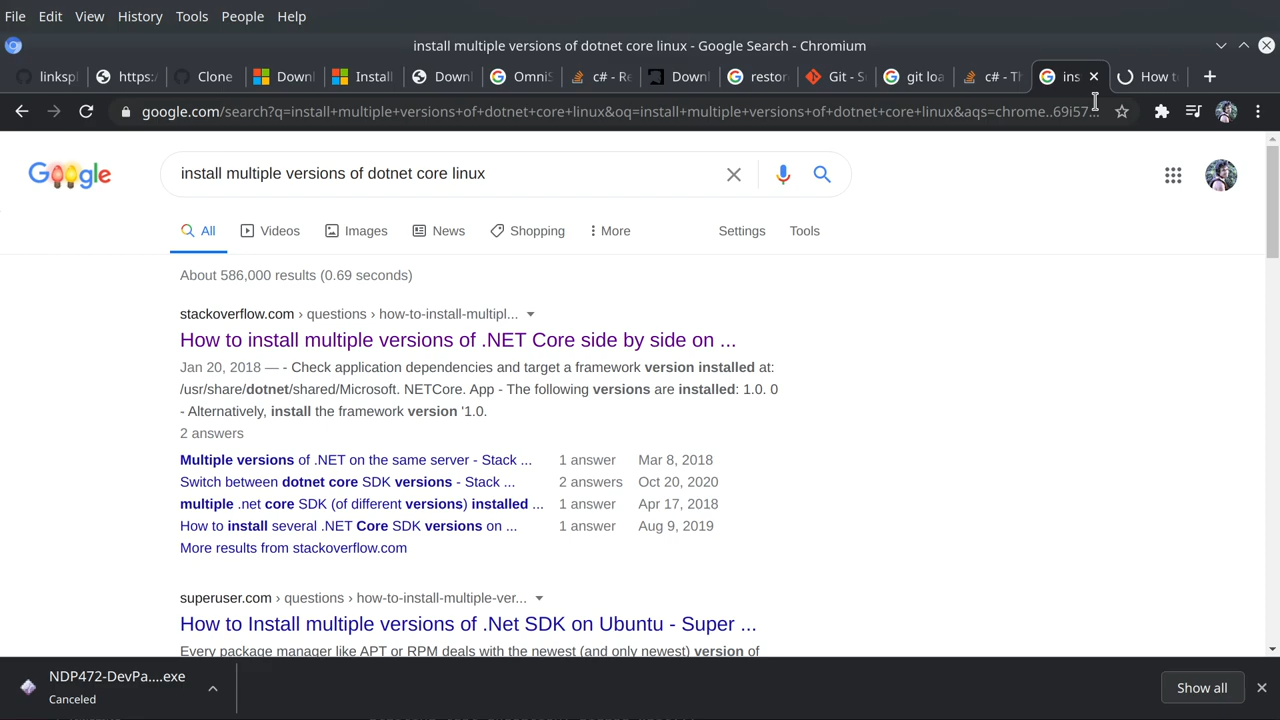 File Edit View History Tools People Help
install multiple versions of dotnet core linux - Google Search - Chromium
linkspl https:/ Clone Downl Install Downl OmniS c# - Re Downl restor Git - Su git loa c# - Th ins How to
google.com/search?q=install+multiple+versions+of+dotnet+core+linux&oq=install+multiple+versions+of+dotnet+core+linux&aqs=chrome..69i57...
Google
install multiple versions of dotnet core linux
All Videos Images News Shopping More Settings Tools
About 586,000 results (0.69 seconds)
stackoverflow.com › questions › how-to-install-multipl...
How to install multiple versions of .NET Core side by side on ...
Jan 20, 2018 — - Check application dependencies and target a framework version installed at:
/usr/share/dotnet/shared/Microsoft. NETCore. App - The following versions are installed: 1.0. 0
- Alternatively, install the framework version '1.0.
2 answers
Multiple versions of .NET on the same server - Stack ... 1 answer Mar 8, 2018
Switch between dotnet core SDK versions - Stack ... 2 answers Oct 20, 2020
multiple .net core SDK (of different versions) installed ... 1 answer Apr 17, 2018
How to install several .NET Core SDK versions on ... 1 answer Aug 9, 2019
More results from stackoverflow.com
superuser.com › questions › how-to-install-multiple-ver...
How to Install multiple versions of .Net SDK on Ubuntu - Super ...
Every package manager like APT or RPM deals with the newest (and only newest) version of
NDP472-DevPa....exe
Canceled
Show all